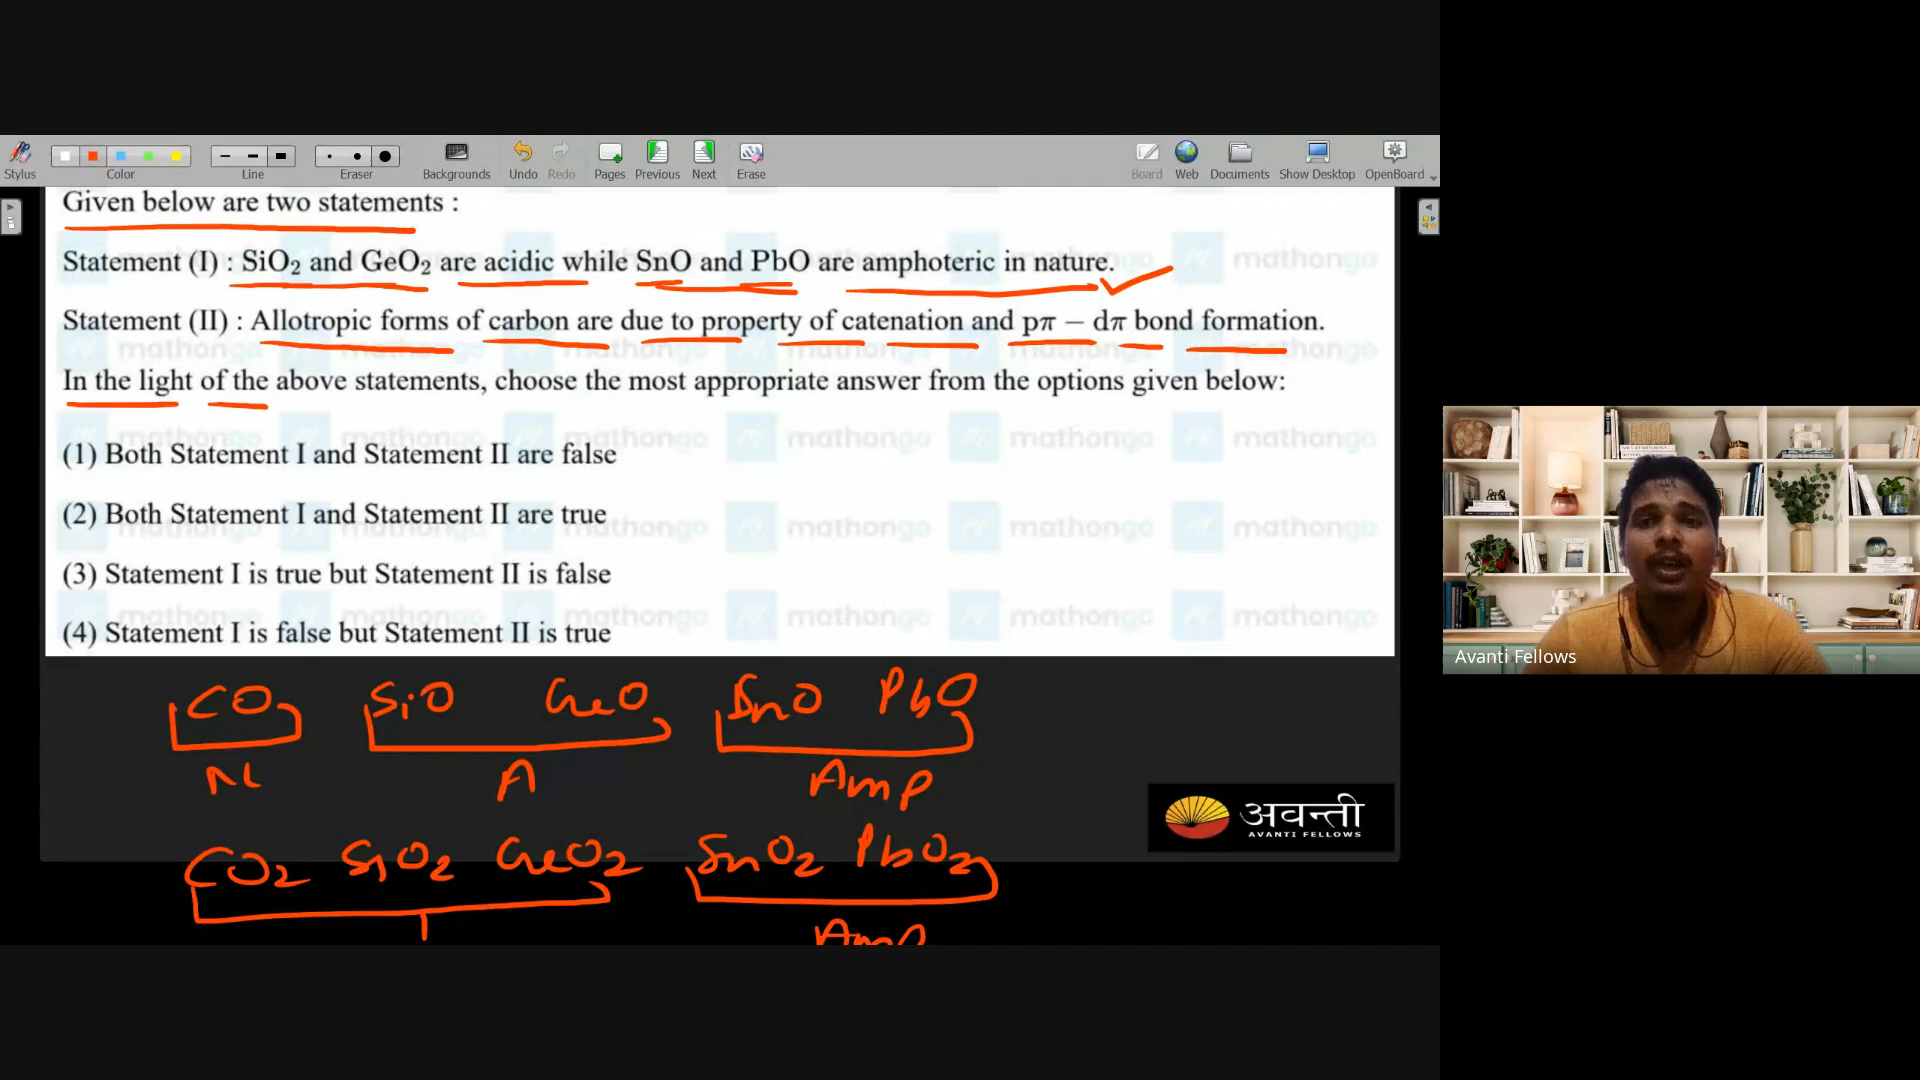 Stylus Color Line Eraser Backgrounds Undo Redo Pages Previous Next Erase Board Web Documents Show Desktop OpenBoard
Given below are two statements :
Statement (I) : SiO₂ and GeO₂ are acidic while SnO and PbO are amphoteric in nature.
Statement (II) : Allotropic forms of carbon are due to property of catenation and pπ – dπ bond formation.
In the light of the above statements, choose the most appropriate answer from the options given below:
(1) Both Statement I and Statement II are false
(2) Both Statement I and Statement II are true
(3) Statement I is true but Statement II is false
(4) Statement I is false but Statement II is true
mathongo
CO SiO GeO SnO PbO
A Amp
CO₂ SiO₂ GeO₂ SnO₂ PbO₂
Amp
अवन्ती
AVANTI FELLOWS
Avanti Fellows